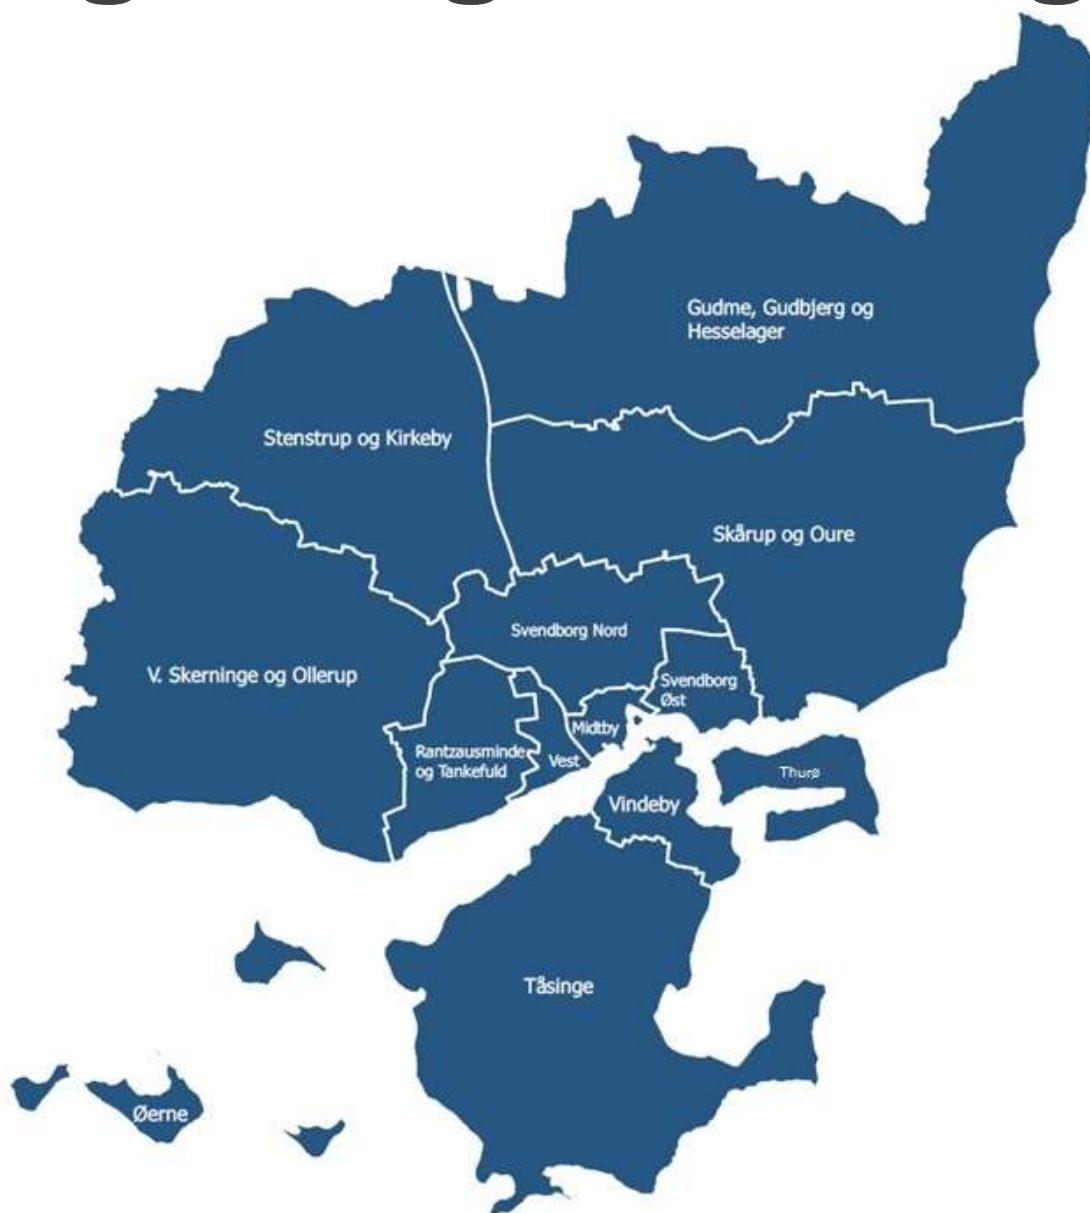 Gudme, Gudbjerg og
Hesselager
Stenstrup og Kirkeby
Skårup og Oure
Svendborg Nord
V. Skerninge og Ollerup
Svendborg
Øst
Midtby
Rantzausminde
og Tankefuld
Vest
Thurø
Vindeby
Tåsinge
Øerne